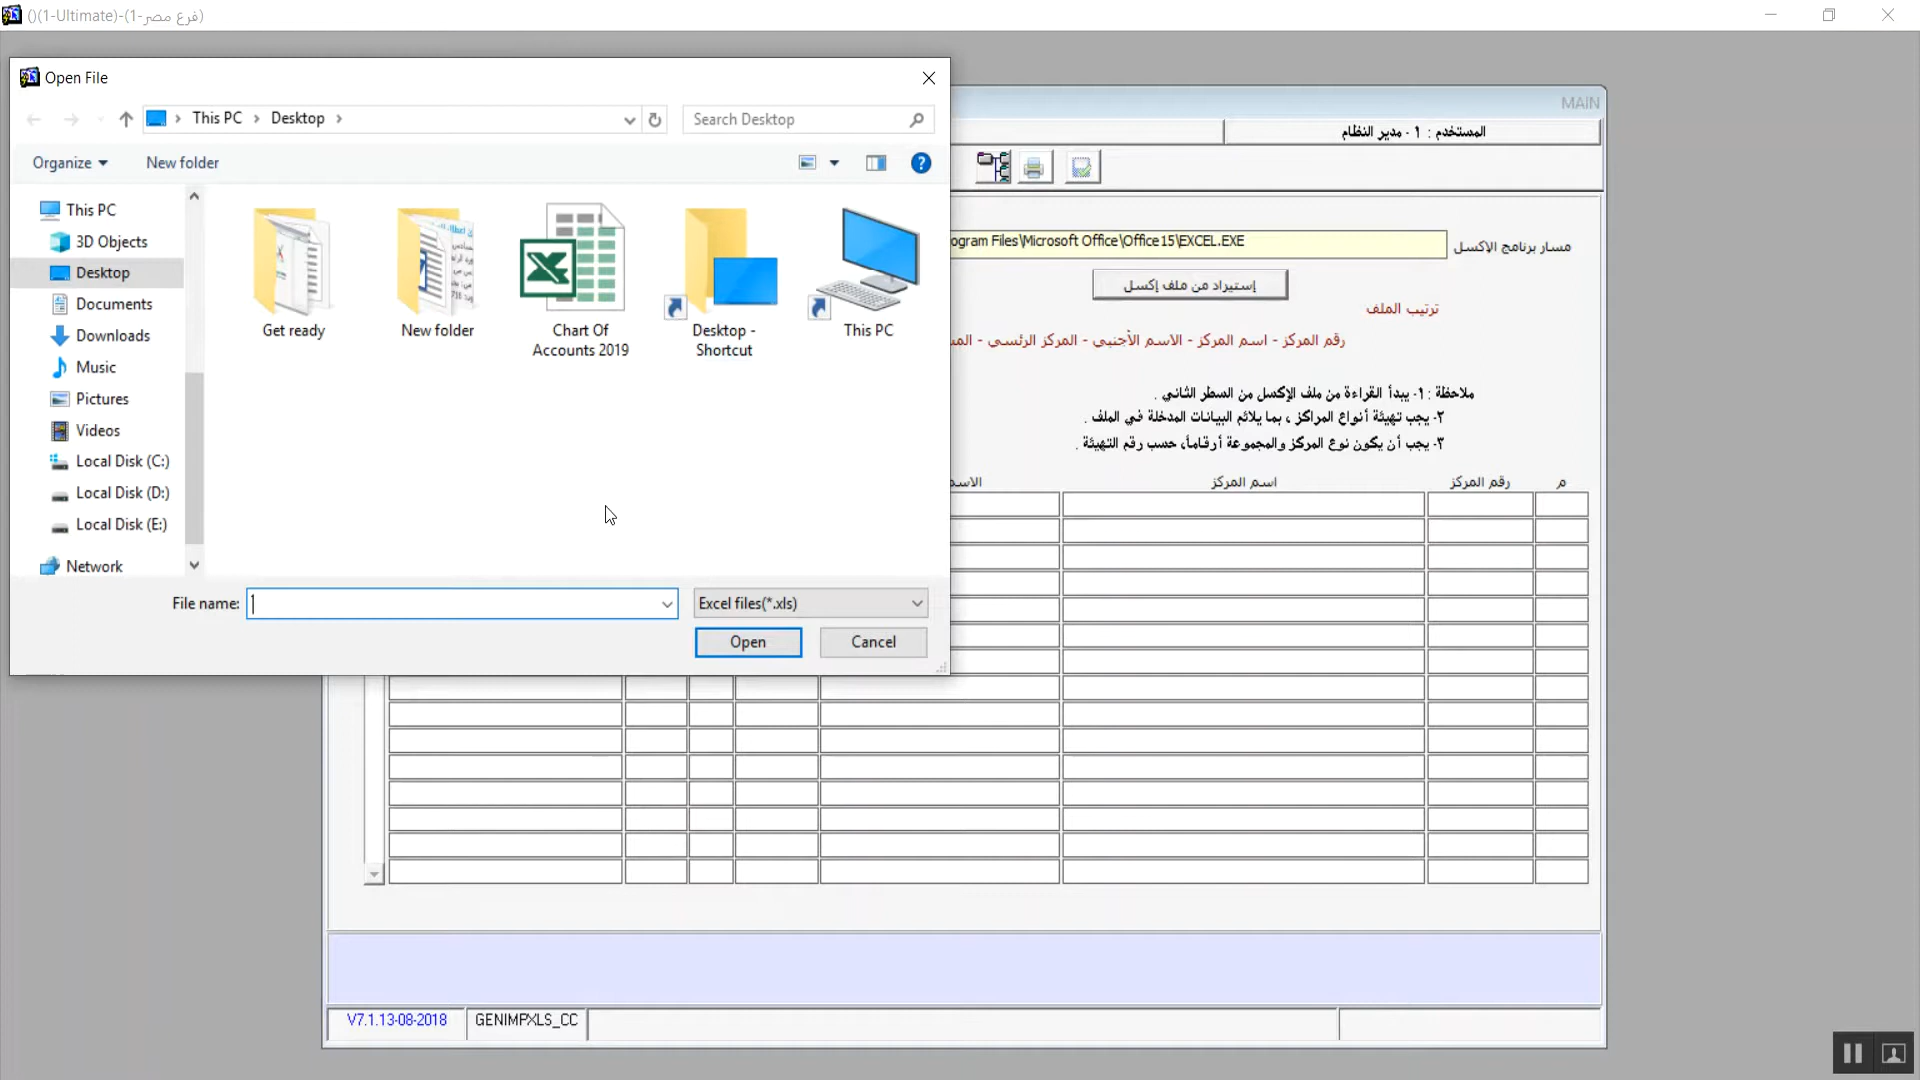 ()(1-Ultimate)-(1-فرع مصر)
Open File
This PC
Desktop
Search Desktop
Organize
New folder
This PC
3D Objects
Desktop
Documents
Downloads
Music
Pictures
Videos
Local Disk (C:)
Local Disk (D:)
Local Disk (E:)
Network
Get ready
New folder
Chart Of
Accounts 2019
Desktop -
Shortcut
This PC
File name:
Excel files(*.xls)
Open
Cancel
MAIN
المستخدم : ١ - مدير النظام
مسار برنامج الإكسل
ogram Files\Microsoft Office\Office15\EXCEL.EXE
إستيراد من ملف إكسل
ترتيب الملف
رقم المركز - اسم المركز - الاسم الأجنبي - المركز الرئسي -
ملاحظة : ١- يبدأ القراءة من ملف الإكسل من السطر الثاني .
٢- يجب تهيئة أنواع المراكز ، بما يلائم البيانات المدخلة في الملف .
٣- يجب أن يكون نوع المركز والمجموعة أرقاماً، حسب رقم التهيئة .
م
رقم المركز
اسم المركز
V7.1.13-08-2018
GENIMPXLS_CC